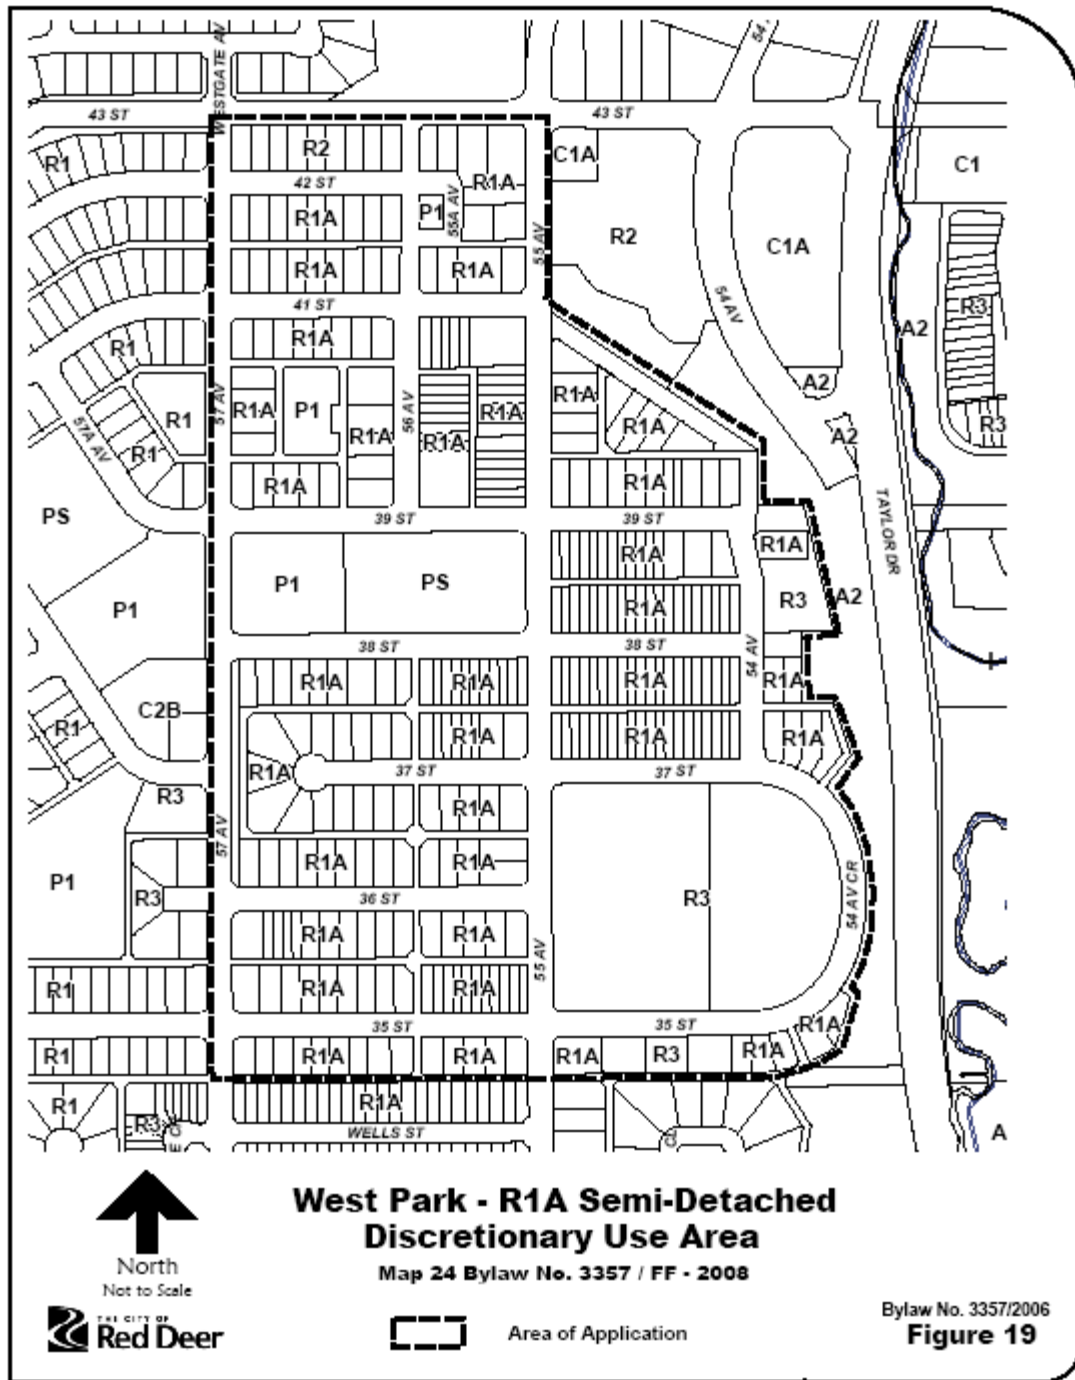 WESTGATE AV
54
43 ST
43 ST
R1
R2
C1A
C1
42 ST
R1A
P1
55A AV
R1A
55 AV
R2
C1A
R1A
R1A
54 AV
41 ST
R3
A2
R1A
R1
A2
57 AV
R1A
P1
R1A
R1A
R1
56 AV
R1A
R1A
R1A
R3
57A AV
R1
A2
R1A
R1A
PS
39 ST
39 ST
TAYLOR DR
R1A
R1A
P1
PS
R3
A2
P1
R1A
38 ST
38 ST
54 AV
R1A
R1A
R1A
R1A
C2B
R1
R1A
R1A
R1A
R1A
37 ST
37 ST
R3
R1A
57 AV
R1A
R1A
P1
R3
36 ST
R3
54 AV CR
R1A
R1A
55 AV
R1
R1A
R1A
35 ST
35 ST
R1A
R1
R1A
R1A
R1A
R3
R1A
R1
R1A
R3
WELLS ST
E C
CL
A
North
Not to Scale
THE CITY OF
Red Deer
West Park - R1A Semi-Detached
Discretionary Use Area
Map 24 Bylaw No. 3357 / FF - 2008
Area of Application
Bylaw No. 3357/2006
Figure 19